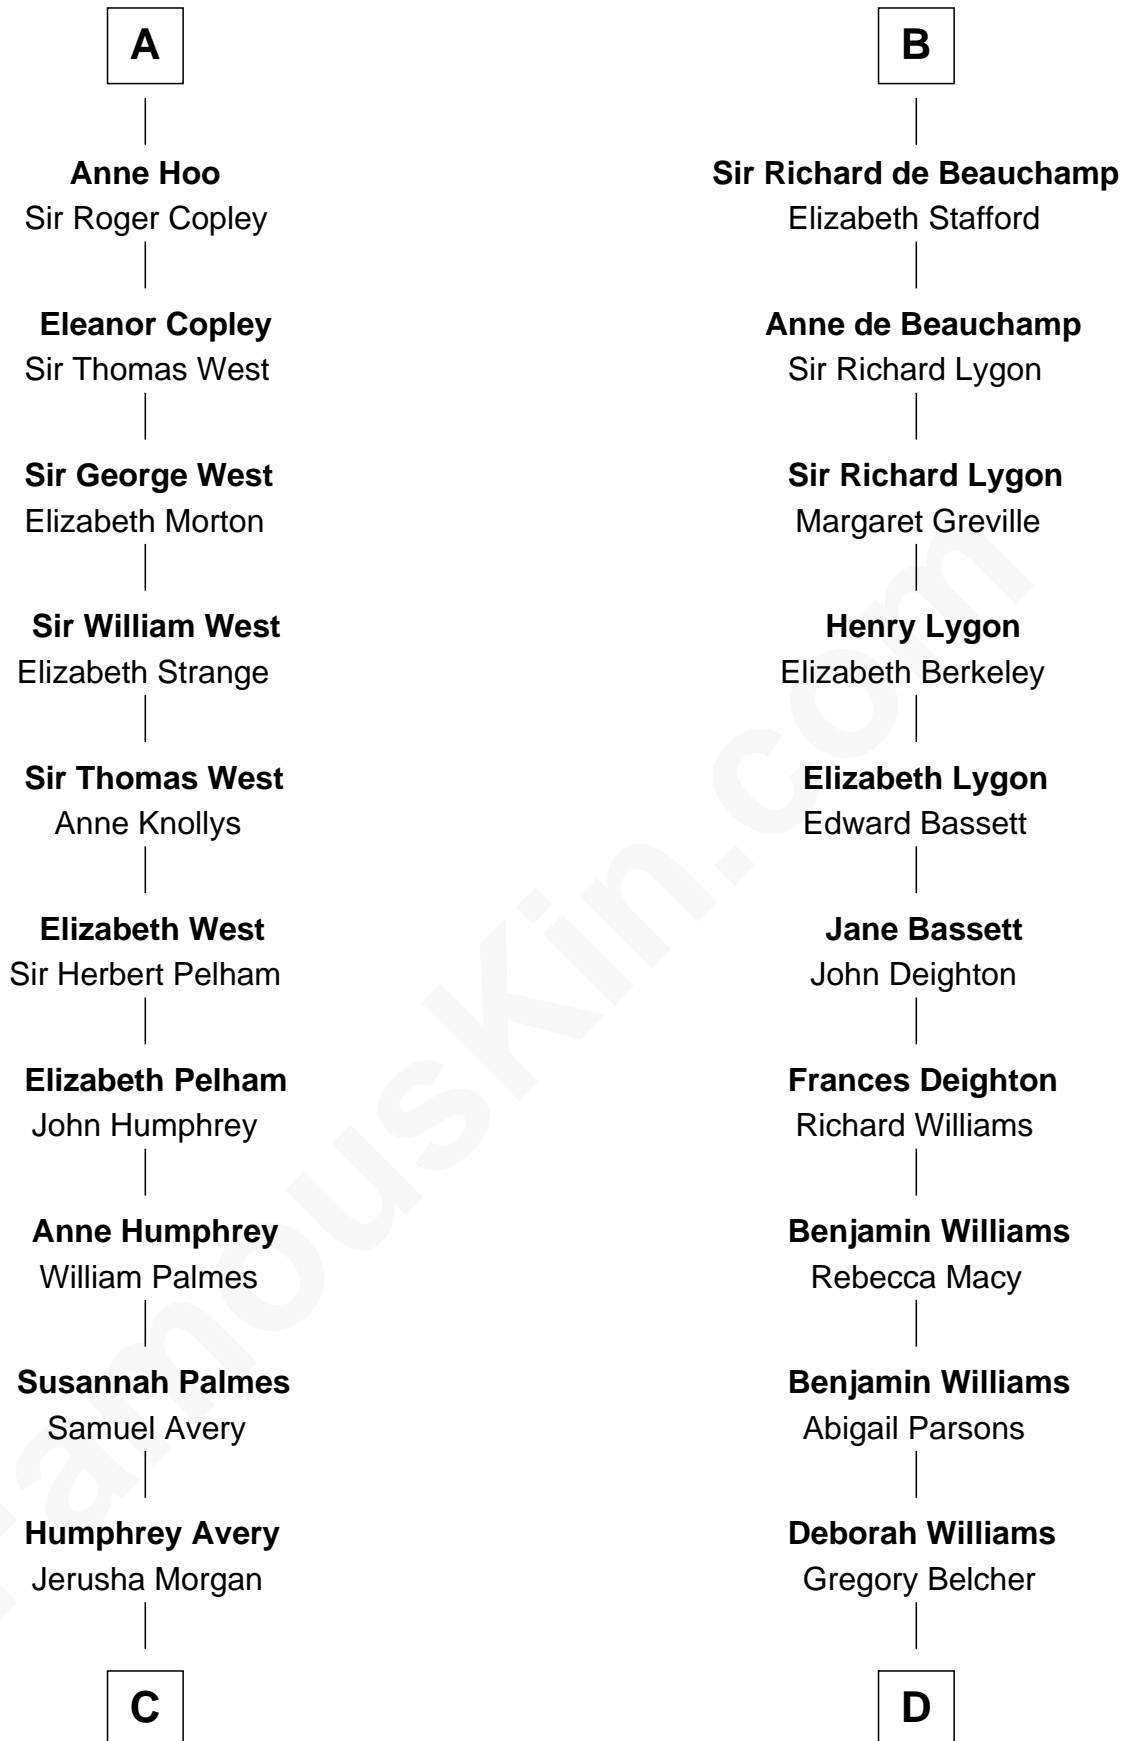 A
Anne Hoo
Sir Roger Copley
Eleanor Copley
Sir Thomas West
Sir George West
Elizabeth Morton
Sir William West
Elizabeth Strange
Sir Thomas West
Anne Knollys
Elizabeth West
Sir Herbert Pelham
Elizabeth Pelham
John Humphrey
Anne Humphrey
William Palmes
Susannah Palmes
Samuel Avery
Humphrey Avery
Jerusha Morgan
C
B
Sir Richard de Beauchamp
Elizabeth Stafford
Anne de Beauchamp
Sir Richard Lygon
Sir Richard Lygon
Margaret Greville
Henry Lygon
Elizabeth Berkeley
Elizabeth Lygon
Edward Bassett
Jane Bassett
John Deighton
Frances Deighton
Richard Williams
Benjamin Williams
Rebecca Macy
Benjamin Williams
Abigail Parsons
Deborah Williams
Gregory Belcher
D
FamousKin.com